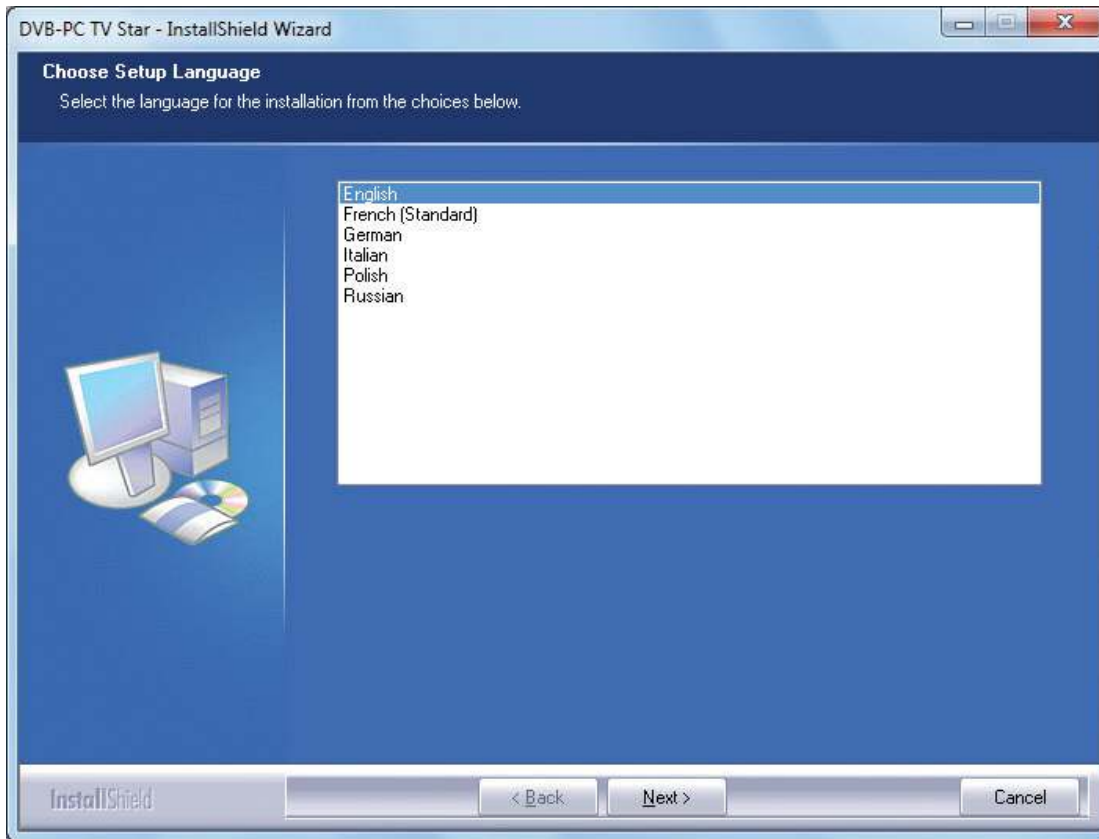 DVB-PC TV Star - InstallShield Wizard
Choose Setup Language
Select the language for the installation from the choices below.
English
French (Standard)
German
Italian
Polish
Russian
InstallShield
< Back
Next >
Cancel